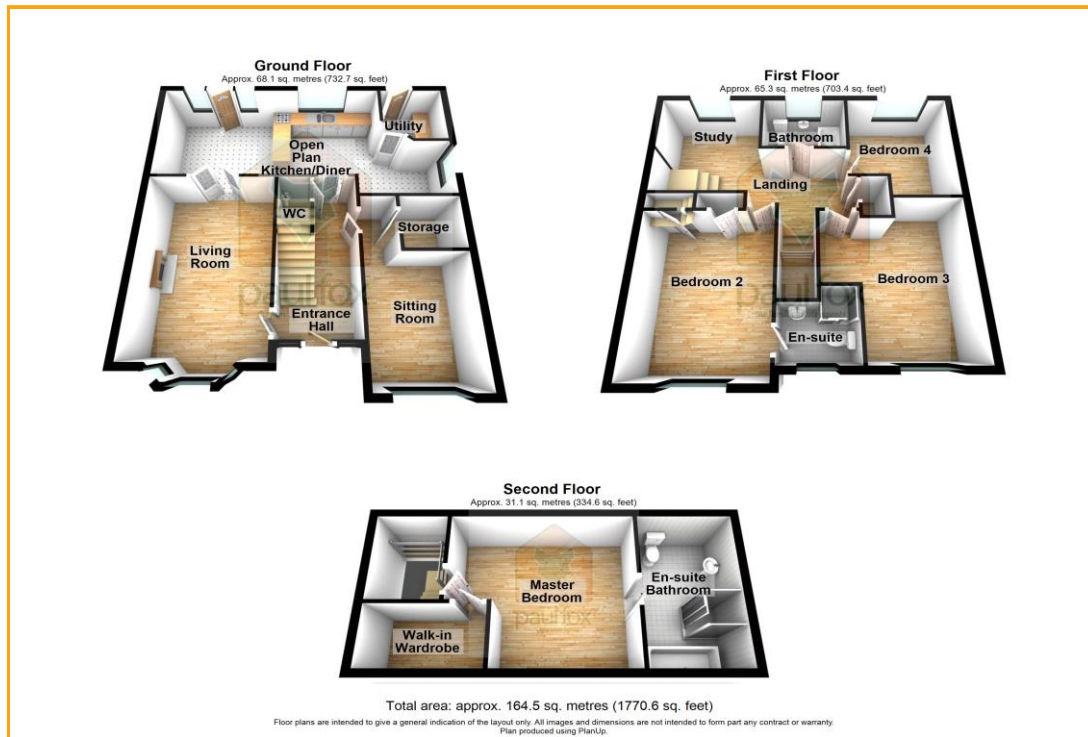 Ground Floor
Approx. 68.1 sq. metres (732.7 sq. feet)
Utility
Open
Plan
Kitchen/Diner
WC
Storage
Living
Room
Sitting
Room
Entrance
Hall
paulfox
First Floor
Approx. 65.3 sq. metres (703.4 sq. feet)
Study
Bathroom
Bedroom 4
Landing
Bedroom 2
Bedroom 3
En-suite
paulfox
Second Floor
Approx. 31.1 sq. metres (334.6 sq. feet)
Master
Bedroom
En-suite
Bathroom
Walk-in
Wardrobe
paulfox
Total area: approx. 164.5 sq. metres (1770.6 sq. feet)
Floor plans are intended to give a general indication of the layout only. All images and dimensions are not intended to form part any contract or warranty.
Plan produced using PlanUp.